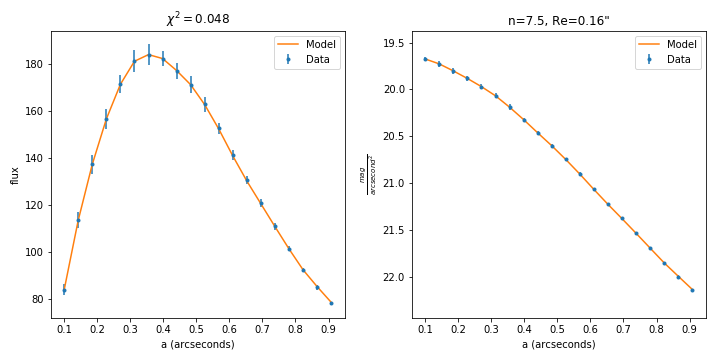 χ² = 0.048
Model
Data
flux
180
160
140
120
100
80
0.1 0.2 0.3 0.4 0.5 0.6 0.7 0.8 0.9
a (arcseconds)
n=7.5, Re=0.16"
Model
Data
mag/arcsecond²
19.5
20.0
20.5
21.0
21.5
22.0
0.1 0.2 0.3 0.4 0.5 0.6 0.7 0.8 0.9
a (arcseconds)